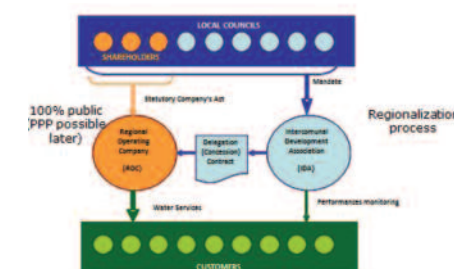 LOCAL COUNCILS
SHAREHOLDERS
Mandate
Statutory Company's Act
100% public
(PPP possible
later)
Regionalization
process
Regional
Operating
Company
(ROC)
Delegation
(Concession)
Contract
Intercomunal
Development
Association
(IDA)
Water Services
Performances monitoring
CUSTOMERS